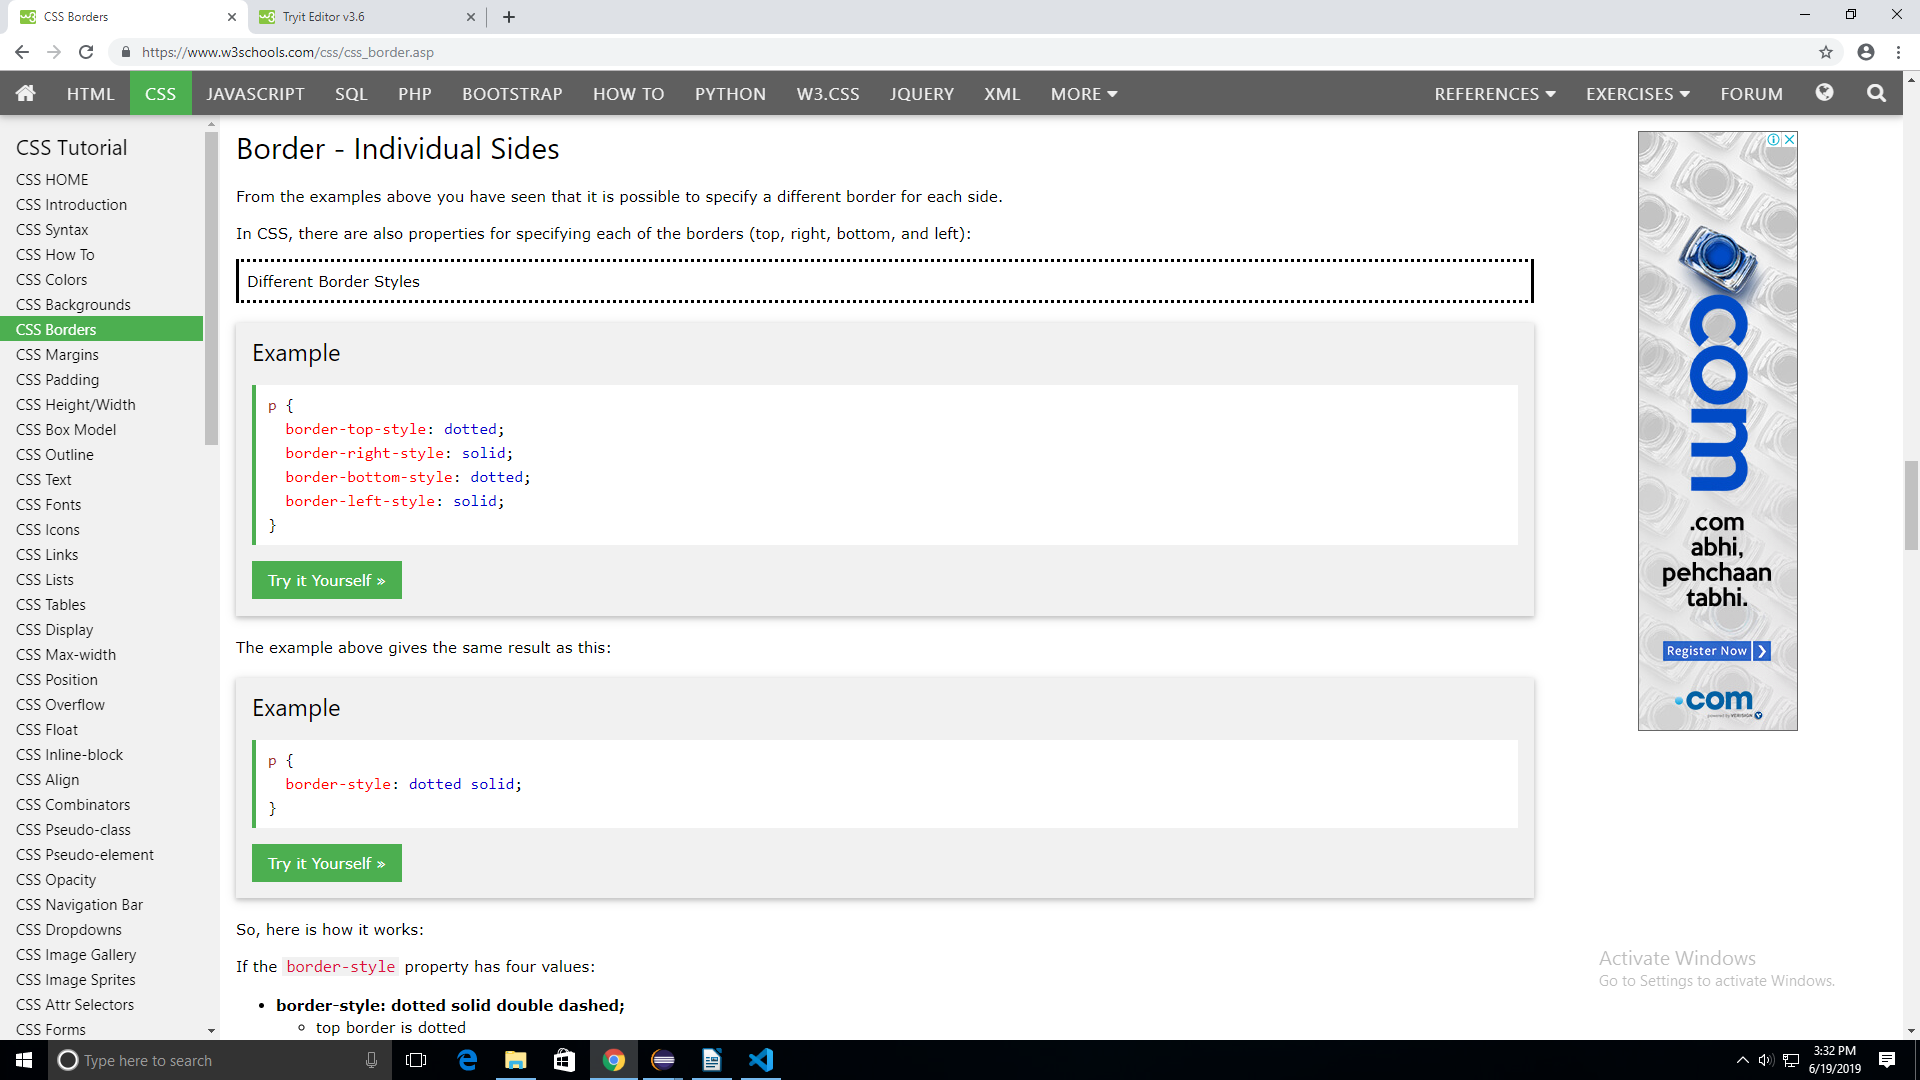 CSS Borders
Tryit Editor v3.6
https://www.w3schools.com/css/css_border.asp
HTML CSS JAVASCRIPT SQL PHP BOOTSTRAP HOW TO PYTHON W3.CSS JQUERY XML MORE REFERENCES EXERCISES FORUM
CSS Tutorial
CSS HOME
CSS Introduction
CSS Syntax
CSS How To
CSS Colors
CSS Backgrounds
CSS Borders
CSS Margins
CSS Padding
CSS Height/Width
CSS Box Model
CSS Outline
CSS Text
CSS Fonts
CSS Icons
CSS Links
CSS Lists
CSS Tables
CSS Display
CSS Max-width
CSS Position
CSS Overflow
CSS Float
CSS Inline-block
CSS Align
CSS Combinators
CSS Pseudo-class
CSS Pseudo-element
CSS Opacity
CSS Navigation Bar
CSS Dropdowns
CSS Image Gallery
CSS Image Sprites
CSS Attr Selectors
CSS Forms
Border - Individual Sides
From the examples above you have seen that it is possible to specify a different border for each side.
In CSS, there are also properties for specifying each of the borders (top, right, bottom, and left):
Different Border Styles
Example
p {
border-top-style: dotted;
border-right-style: solid;
border-bottom-style: dotted;
border-left-style: solid;
}
Try it Yourself »
The example above gives the same result as this:
Example
p {
border-style: dotted solid;
}
Try it Yourself »
So, here is how it works:
If the border-style property has four values:
• border-style: dotted solid double dashed;
◦ top border is dotted
com
.com
abhi,
pehchaan
tabhi.
Register Now
.com
powered by VERISIGN
Activate Windows
Go to Settings to activate Windows.
Type here to search
3:32 PM
6/19/2019